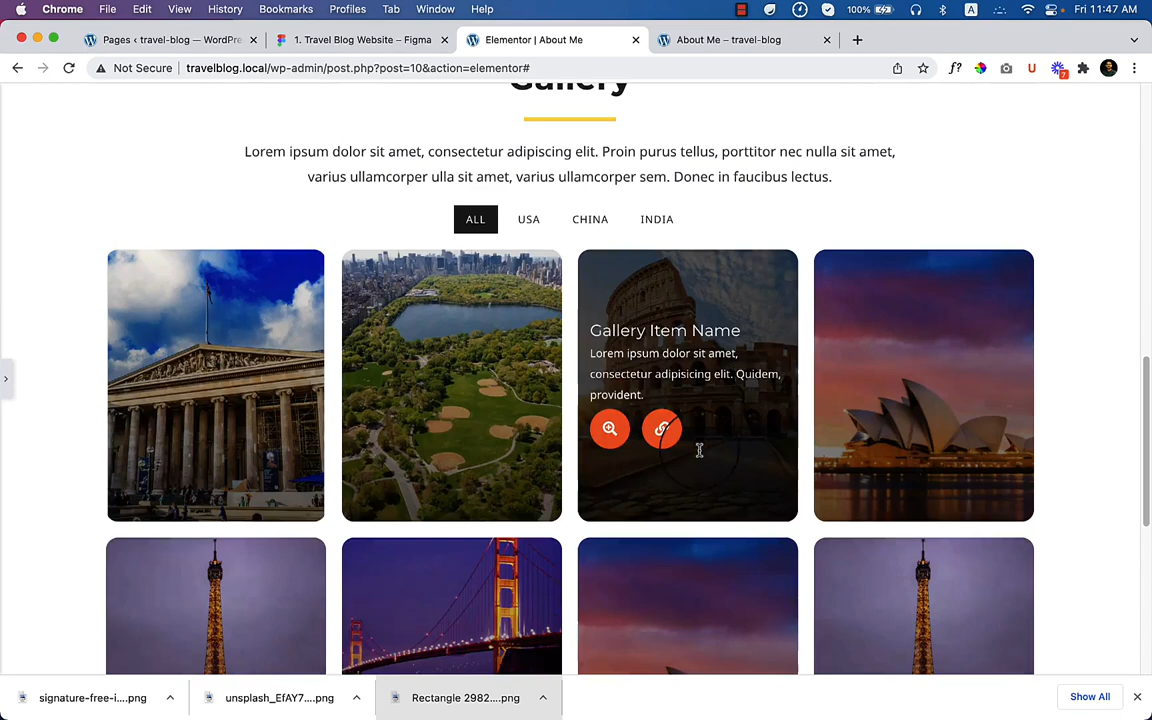 Chrome File Edit View History Bookmarks Profiles Tab Window Help 100% A Fri 11:47 AM
Pages ‹ travel-blog — WordPre 1. Travel Blog Website – Figma Elementor | About Me About Me – travel-blog
Not Secure travelblog.local/wp-admin/post.php?post=10&action=elementor# f? U 7
Gallery
Lorem ipsum dolor sit amet, consectetur adipiscing elit. Proin purus tellus, porttitor nec nulla sit amet,
varius ullamcorper ulla sit amet, varius ullamcorper sem. Donec in faucibus lectus.
ALL USA CHINA INDIA
Gallery Item Name
Lorem ipsum dolor sit amet,
consectetur adipisicing elit. Quidem,
provident.
signature-free-i....png unsplash_EfAY7....png Rectangle 2982....png Show All